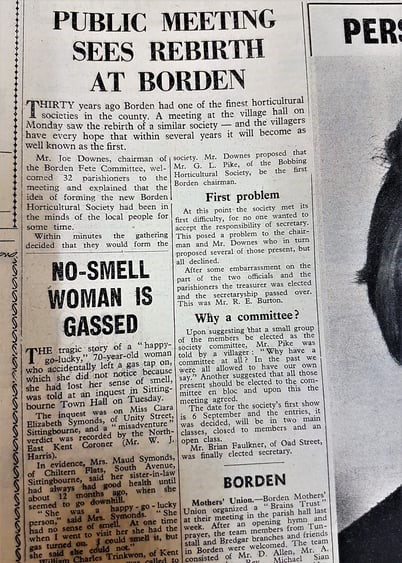 PUBLIC MEETING
SEES REBIRTH
AT BORDEN
THIRTY years ago Borden had one of the finest horticultural
societies in the county. A meeting at the village hall on
Monday saw the rebirth of a similar society — and the villagers
have every hope that within several years it will become as
well known as the first.
Mr. Joe Downes, chairman of
the Borden Fete Committee, wel-
comed 32 parishioners to the
meeting and explained that the
idea of forming the new Borden
Horticultural Society had been in
the minds of the local people for
some time.
Within minutes the gathering
decided that they would form the
society. Mr. Downes proposed that
Mr. G. L. Pike, of the Bobbing
Horticultural Society, be the first
Borden chairman.
First problem
At this point the society met its
first difficulty, for no one wanted to
accept the responsibility of secretary.
This posed a problem to the chair-
man and Mr. Downes who in turn
proposed several of those present, but
all declined.
After some embarrassment on the
part of the two officials and the
parishioners the treasurer was elected
and the secretaryship passed over.
This was Mr. R. E. Burton.
Why a committee?
Upon suggesting that a small group
of the members be elected as the
society committee, Mr. Pike was
told by a villager: "Why have a
committee at all? In the past we
were all allowed to have our own
say." Another suggested that all those
present should be elected to the com-
mittee en bloc and upon this the
meeting agreed.
The date for the society's first show
is 6 September and the entries, it
was decided, will be in two main
classes, closed to members and an
open class.
Mr. Brian Faulkner, of Oad Street,
was finally elected secretary.
NO-SMELL
WOMAN IS
GASSED
THE tragic story of a "happy-
go-lucky," 70-year-old woman
who accidentally left a gas tap on,
which she did not notice because
she had lost her sense of smell,
was told at an inquest in Sitting-
bourne Town Hall on Tuesday.
The inquest was on Miss Clara
Elizabeth Symonds, of Unity Street,
Sittingbourne, and a "misadventure"
verdict was recorded by the North-
East Kent Coroner (Mr. W. J.
Harris).
In evidence, Mrs. Maud Symonds,
of Chiltern Plats, South Avenue,
Sittingbourne, said her sister-in-law
had always had good health until
about 12 months ago, when she
seemed to go downhill.
"She was a happy-go-lucky
person," said Mrs. Symonds. "She
had no sense of smell. At one time
when I went to visit her she had the
gas turned on. I could smell it, but
she said she could not."
William Charles Trinkwon, of Kent
BORDEN
Mothers' Union.—Borden Mothers'
Union organized a "Brains Trust"
at their meeting in the parish hall last
week. After an opening hymn and
prayer, the team members from Tun-
stall and Bredgar branches and friends
in Borden were welcomed. The team
consisted of Mr. D. Allen, Mr. A.
Michael Sian
PERS